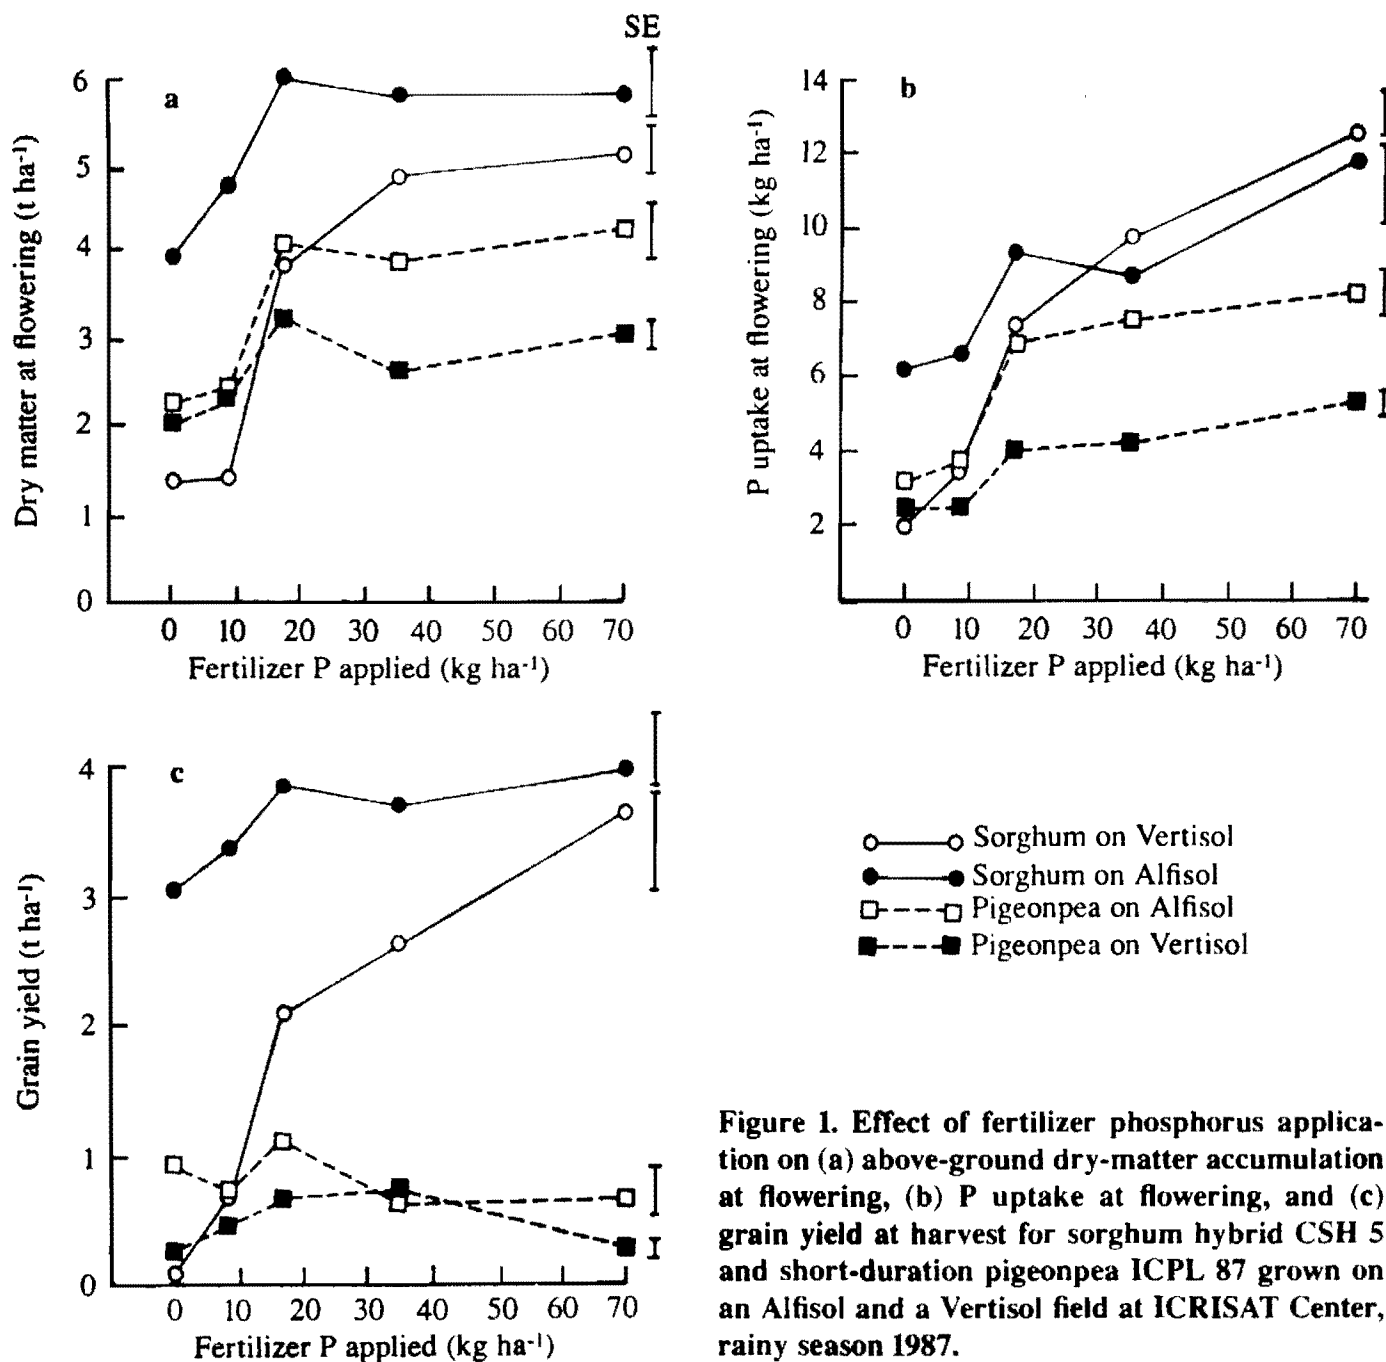 SE
a
6
5
4
3
2
1
0
Dry matter at flowering (t ha-1)
0 10 20 30 40 50 60 70
Fertilizer P applied (kg ha-1)
b
14
12
10
8
6
4
2
P uptake at flowering (kg ha-1)
0 10 20 30 40 50 60 70
Fertilizer P applied (kg ha-1)
c
4
3
2
1
0
Grain yield (t ha-1)
0 10 20 30 40 50 60 70
Fertilizer P applied (kg ha-1)
Sorghum on Vertisol
Sorghum on Alfisol
Pigeonpea on Alfisol
Pigeonpea on Vertisol
Figure 1. Effect of fertilizer phosphorus applica-
tion on (a) above-ground dry-matter accumulation
at flowering, (b) P uptake at flowering, and (c)
grain yield at harvest for sorghum hybrid CSH 5
and short-duration pigeonpea ICPL 87 grown on
an Alfisol and a Vertisol field at ICRISAT Center,
rainy season 1987.